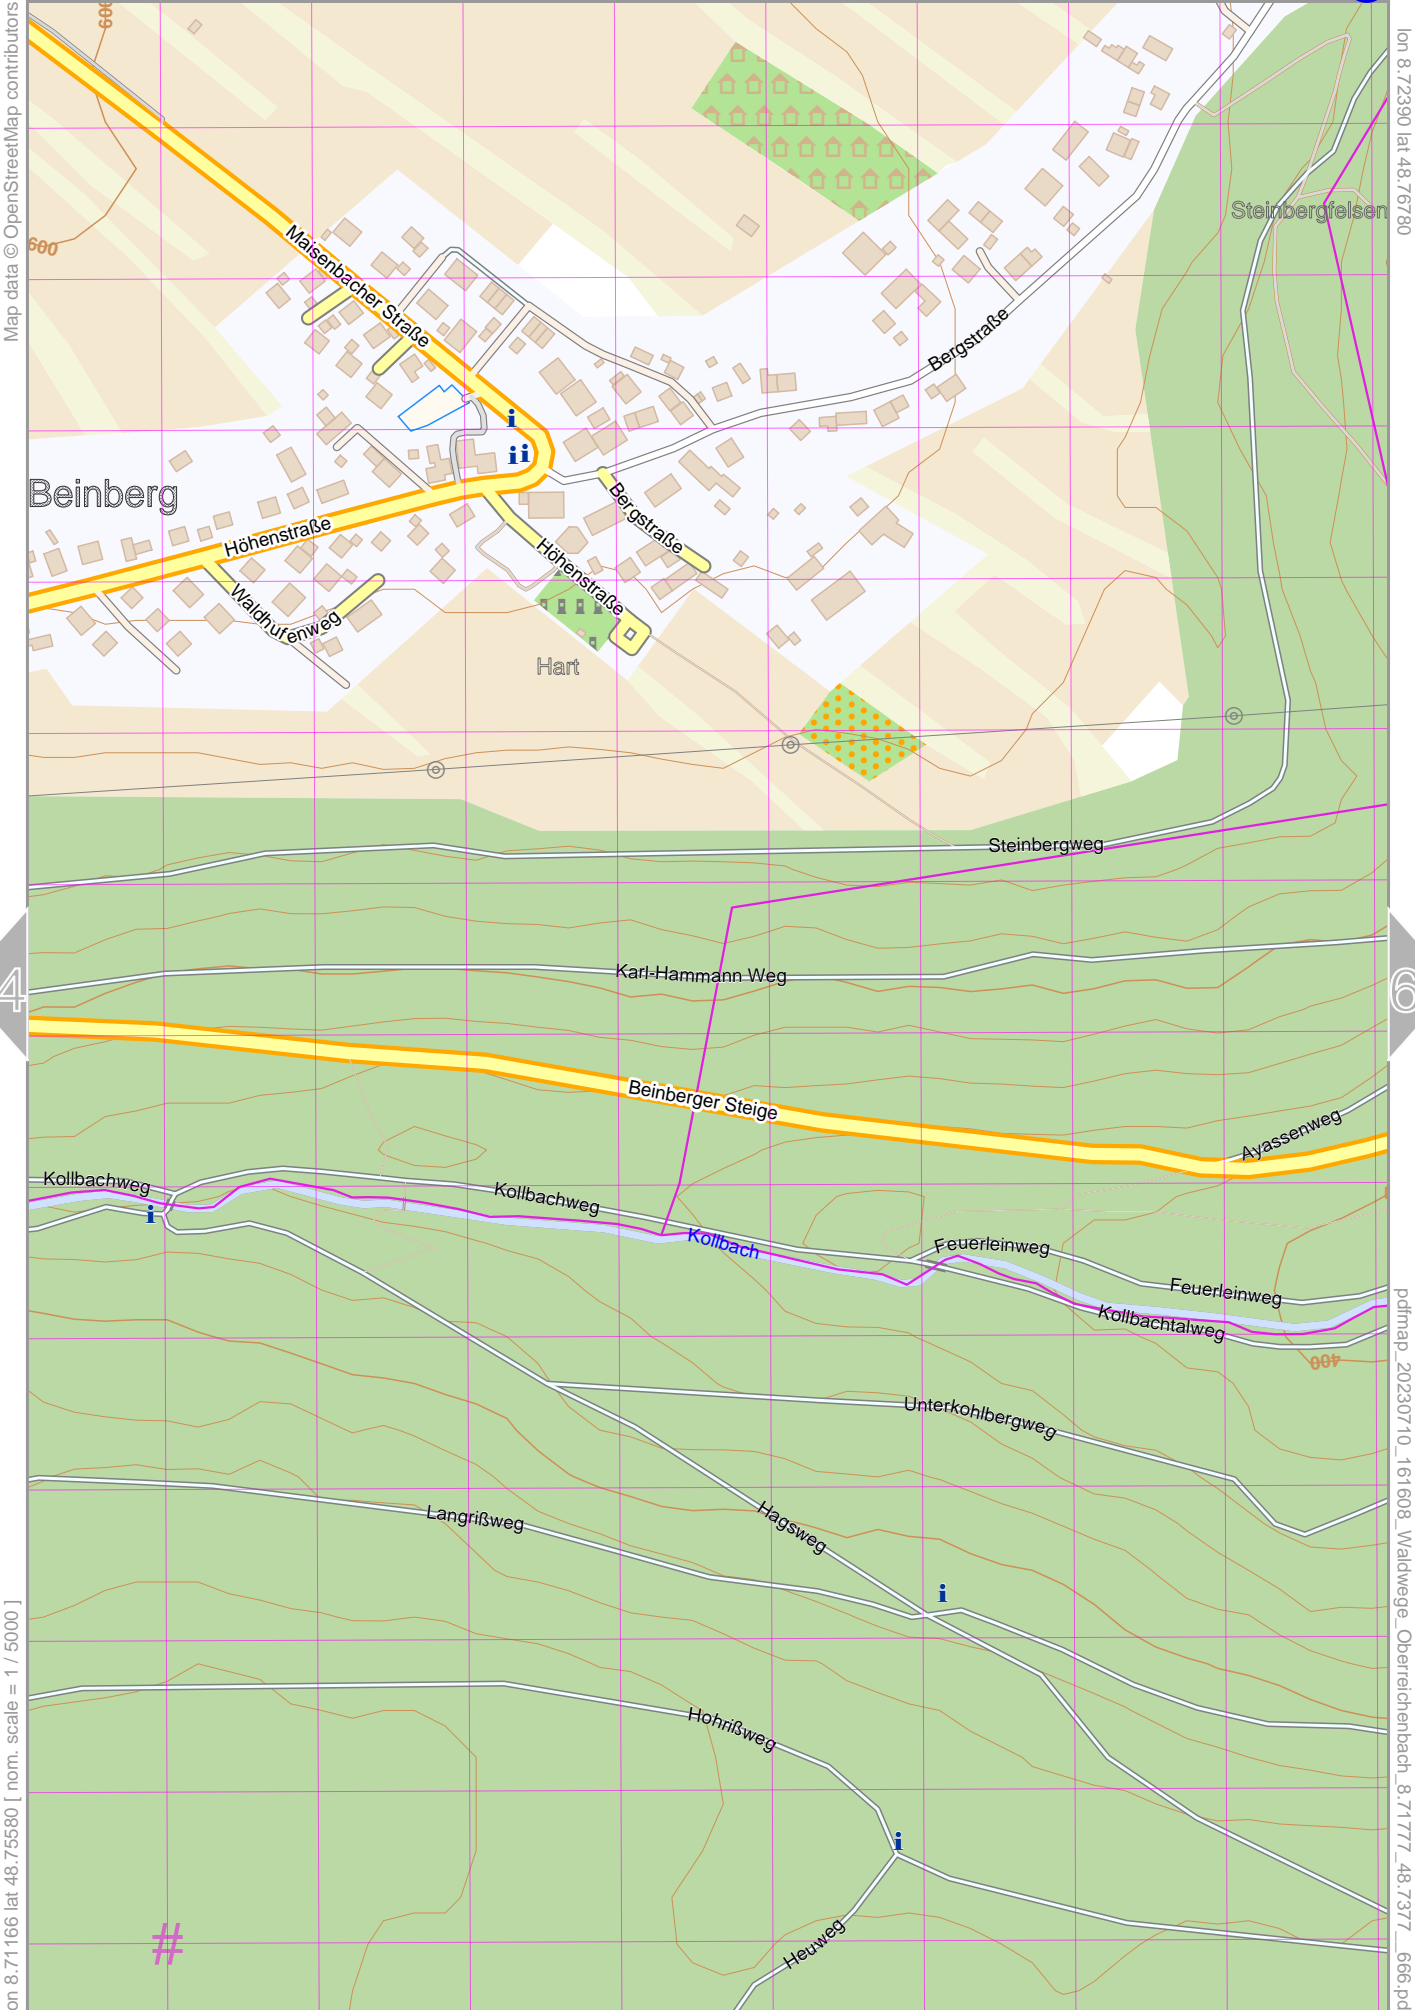 Map data © OpenStreetMap contributors
lon 8.72390 lat 48.76780
600
600
Steinbergfelsen
Maisenbacher Straße
Bergstraße
i
i i
Beinberg
Höhenstraße
Bergstraße
Höhenstraße
Waldhufenweg
Hart
Steinbergweg
Karl-Hammann Weg
4
6
Beinberger Steige
Ayassenweg
Kollbachweg
Kollbachweg
i
Kollbach
Feuerleinweg
Feuerleinweg
Kollbachtalweg
400
Unterkohlbergweg
Langrißweg
Hagsweg
i
Hohrißweg
i
Heuweg
#
on 8.71166 lat 48.75580 [ nom. scale = 1 / 5000 ]
pdfmap_20230710_161608_Waldwege_Oberreichenbach_8.717777_48.7377__666.pd